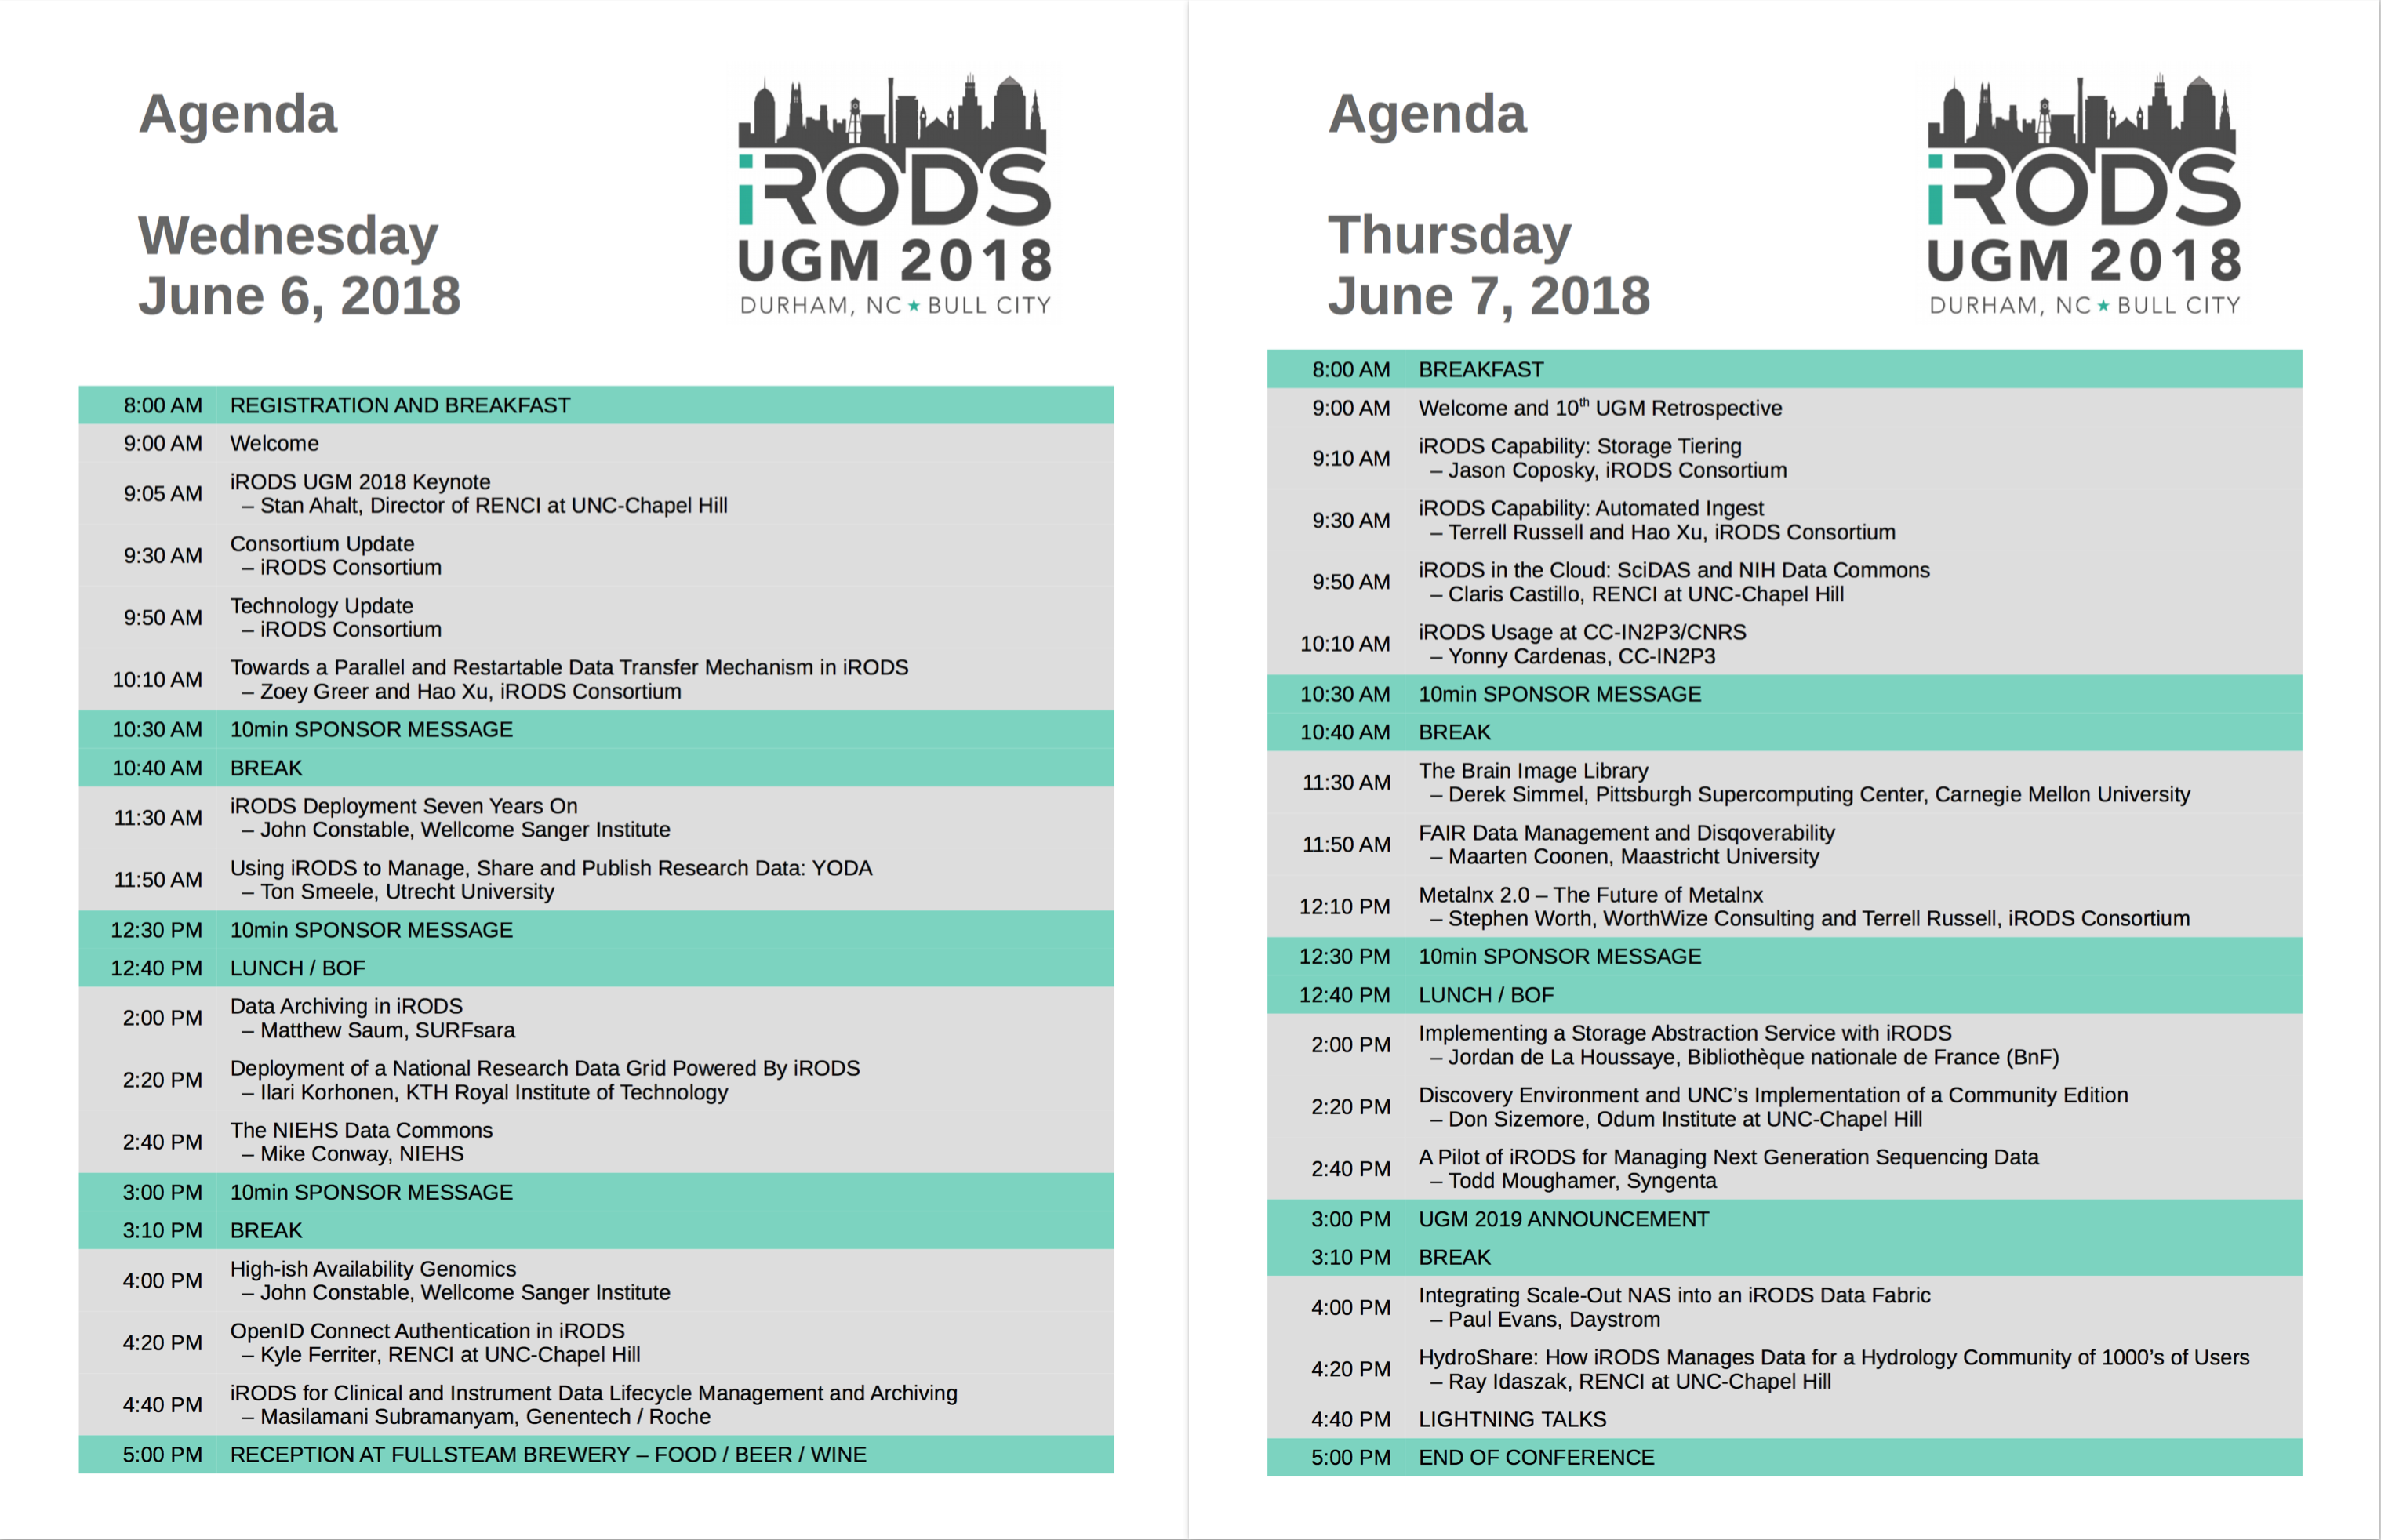 Agenda
Wednesday
June 6, 2018
iRODS
UGM 2018
DURHAM, NC ★ BULL CITY
8:00 AM REGISTRATION AND BREAKFAST
9:00 AM Welcome
9:05 AM iRODS UGM 2018 Keynote
– Stan Ahalt, Director of RENCI at UNC-Chapel Hill
9:30 AM Consortium Update
– iRODS Consortium
9:50 AM Technology Update
– iRODS Consortium
10:10 AM Towards a Parallel and Restartable Data Transfer Mechanism in iRODS
– Zoey Greer and Hao Xu, iRODS Consortium
10:30 AM 10min SPONSOR MESSAGE
10:40 AM BREAK
11:30 AM iRODS Deployment Seven Years On
– John Constable, Wellcome Sanger Institute
11:50 AM Using iRODS to Manage, Share and Publish Research Data: YODA
– Ton Smeele, Utrecht University
12:30 PM 10min SPONSOR MESSAGE
12:40 PM LUNCH / BOF
2:00 PM Data Archiving in iRODS
– Matthew Saum, SURFsara
2:20 PM Deployment of a National Research Data Grid Powered By iRODS
– Ilari Korhonen, KTH Royal Institute of Technology
2:40 PM The NIEHS Data Commons
– Mike Conway, NIEHS
3:00 PM 10min SPONSOR MESSAGE
3:10 PM BREAK
4:00 PM High-ish Availability Genomics
– John Constable, Wellcome Sanger Institute
4:20 PM OpenID Connect Authentication in iRODS
– Kyle Ferriter, RENCI at UNC-Chapel Hill
4:40 PM iRODS for Clinical and Instrument Data Lifecycle Management and Archiving
– Masilamani Subramanyam, Genentech / Roche
5:00 PM RECEPTION AT FULLSTEAM BREWERY – FOOD / BEER / WINE
Agenda
Thursday
June 7, 2018
iRODS
UGM 2018
DURHAM, NC ★ BULL CITY
8:00 AM BREAKFAST
9:00 AM Welcome and 10th UGM Retrospective
9:10 AM iRODS Capability: Storage Tiering
– Jason Coposky, iRODS Consortium
9:30 AM iRODS Capability: Automated Ingest
– Terrell Russell and Hao Xu, iRODS Consortium
9:50 AM iRODS in the Cloud: SciDAS and NIH Data Commons
– Claris Castillo, RENCI at UNC-Chapel Hill
10:10 AM iRODS Usage at CC-IN2P3/CNRS
– Yonny Cardenas, CC-IN2P3
10:30 AM 10min SPONSOR MESSAGE
10:40 AM BREAK
11:30 AM The Brain Image Library
– Derek Simmel, Pittsburgh Supercomputing Center, Carnegie Mellon University
11:50 AM FAIR Data Management and Disqoverability
– Maarten Coonen, Maastricht University
12:10 PM Metalnx 2.0 – The Future of Metalnx
– Stephen Worth, WorthWize Consulting and Terrell Russell, iRODS Consortium
12:30 PM 10min SPONSOR MESSAGE
12:40 PM LUNCH / BOF
2:00 PM Implementing a Storage Abstraction Service with iRODS
– Jordan de La Houssaye, Bibliothèque nationale de France (BnF)
2:20 PM Discovery Environment and UNC’s Implementation of a Community Edition
– Don Sizemore, Odum Institute at UNC-Chapel Hill
2:40 PM A Pilot of iRODS for Managing Next Generation Sequencing Data
– Todd Moughamer, Syngenta
3:00 PM UGM 2019 ANNOUNCEMENT
3:10 PM BREAK
4:00 PM Integrating Scale-Out NAS into an iRODS Data Fabric
– Paul Evans, Daystrom
4:20 PM HydroShare: How iRODS Manages Data for a Hydrology Community of 1000’s of Users
– Ray Idaszak, RENCI at UNC-Chapel Hill
4:40 PM LIGHTNING TALKS
5:00 PM END OF CONFERENCE